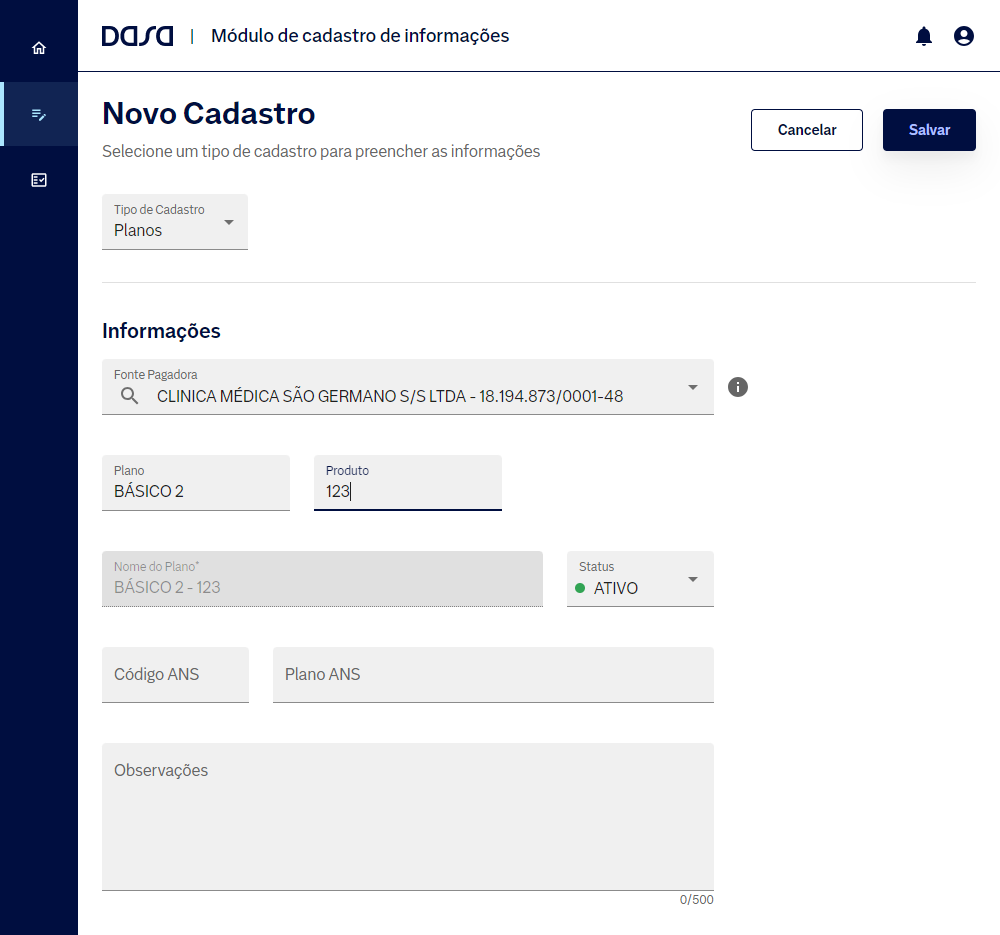 DASA | Módulo de cadastro de informações
Novo Cadastro
Selecione um tipo de cadastro para preencher as informações
Cancelar
Salvar
Tipo de Cadastro
Planos
Informações
Fonte Pagadora
CLINICA MÉDICA SÃO GERMANO S/S LTDA - 18.194.873/0001-48
Plano
BÁSICO 2
Produto
123
Nome do Plano*
BÁSICO 2 - 123
Status
ATIVO
Código ANS
Plano ANS
Observações
0/500